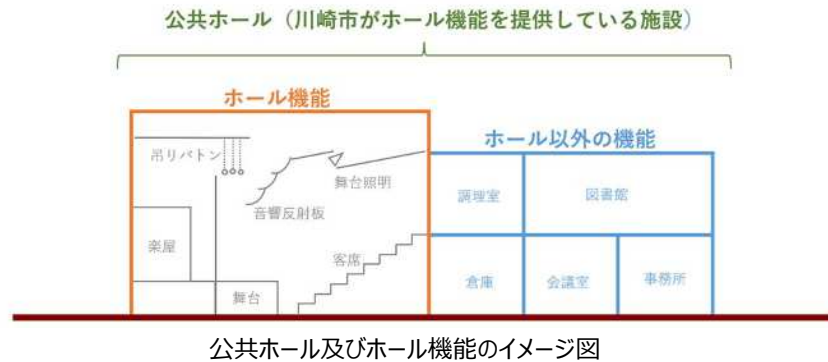 公共ホール（川崎市がホール機能を提供している施設）
ホール機能
ホール以外の機能
吊りバトン
舞台照明
音響反射板
調理室
図書館
楽屋
客席
舞台
倉庫
会議室
事務所
公共ホール及びホール機能のイメージ図